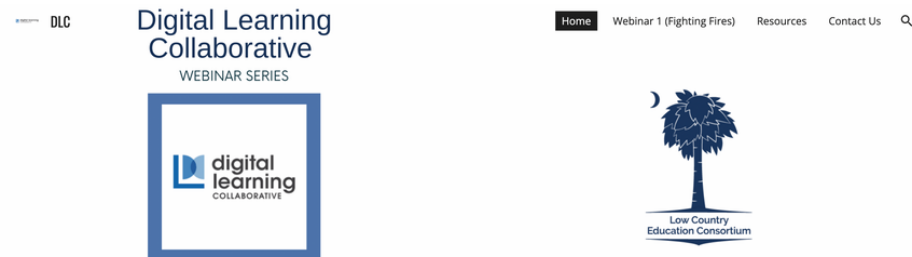 DLC
Home Webinar 1 (Fighting Fires) Resources Contact Us
Digital Learning
Collaborative
WEBINAR SERIES
digital
learning
COLLABORATIVE
Low Country
Education Consortium